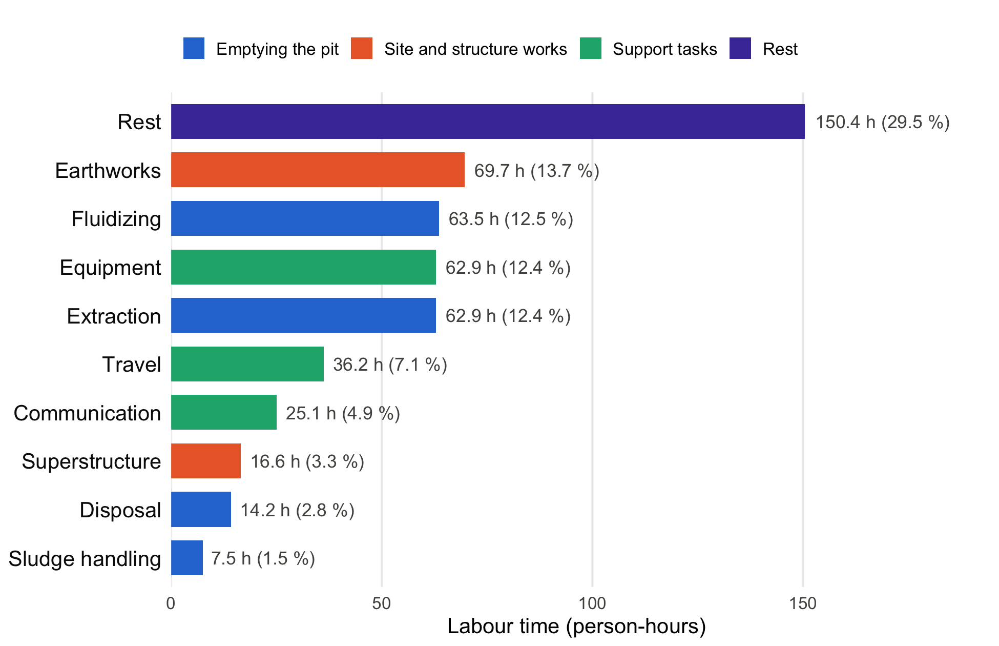 Emptying the pit Site and structure works Support tasks Rest
Rest 150.4 h (29.5 %)
Earthworks 69.7 h (13.7 %)
Fluidizing 63.5 h (12.5 %)
Equipment 62.9 h (12.4 %)
Extraction 62.9 h (12.4 %)
Travel 36.2 h (7.1 %)
Communication 25.1 h (4.9 %)
Superstructure 16.6 h (3.3 %)
Disposal 14.2 h (2.8 %)
Sludge handling 7.5 h (1.5 %)
0 50 100 150
Labour time (person-hours)